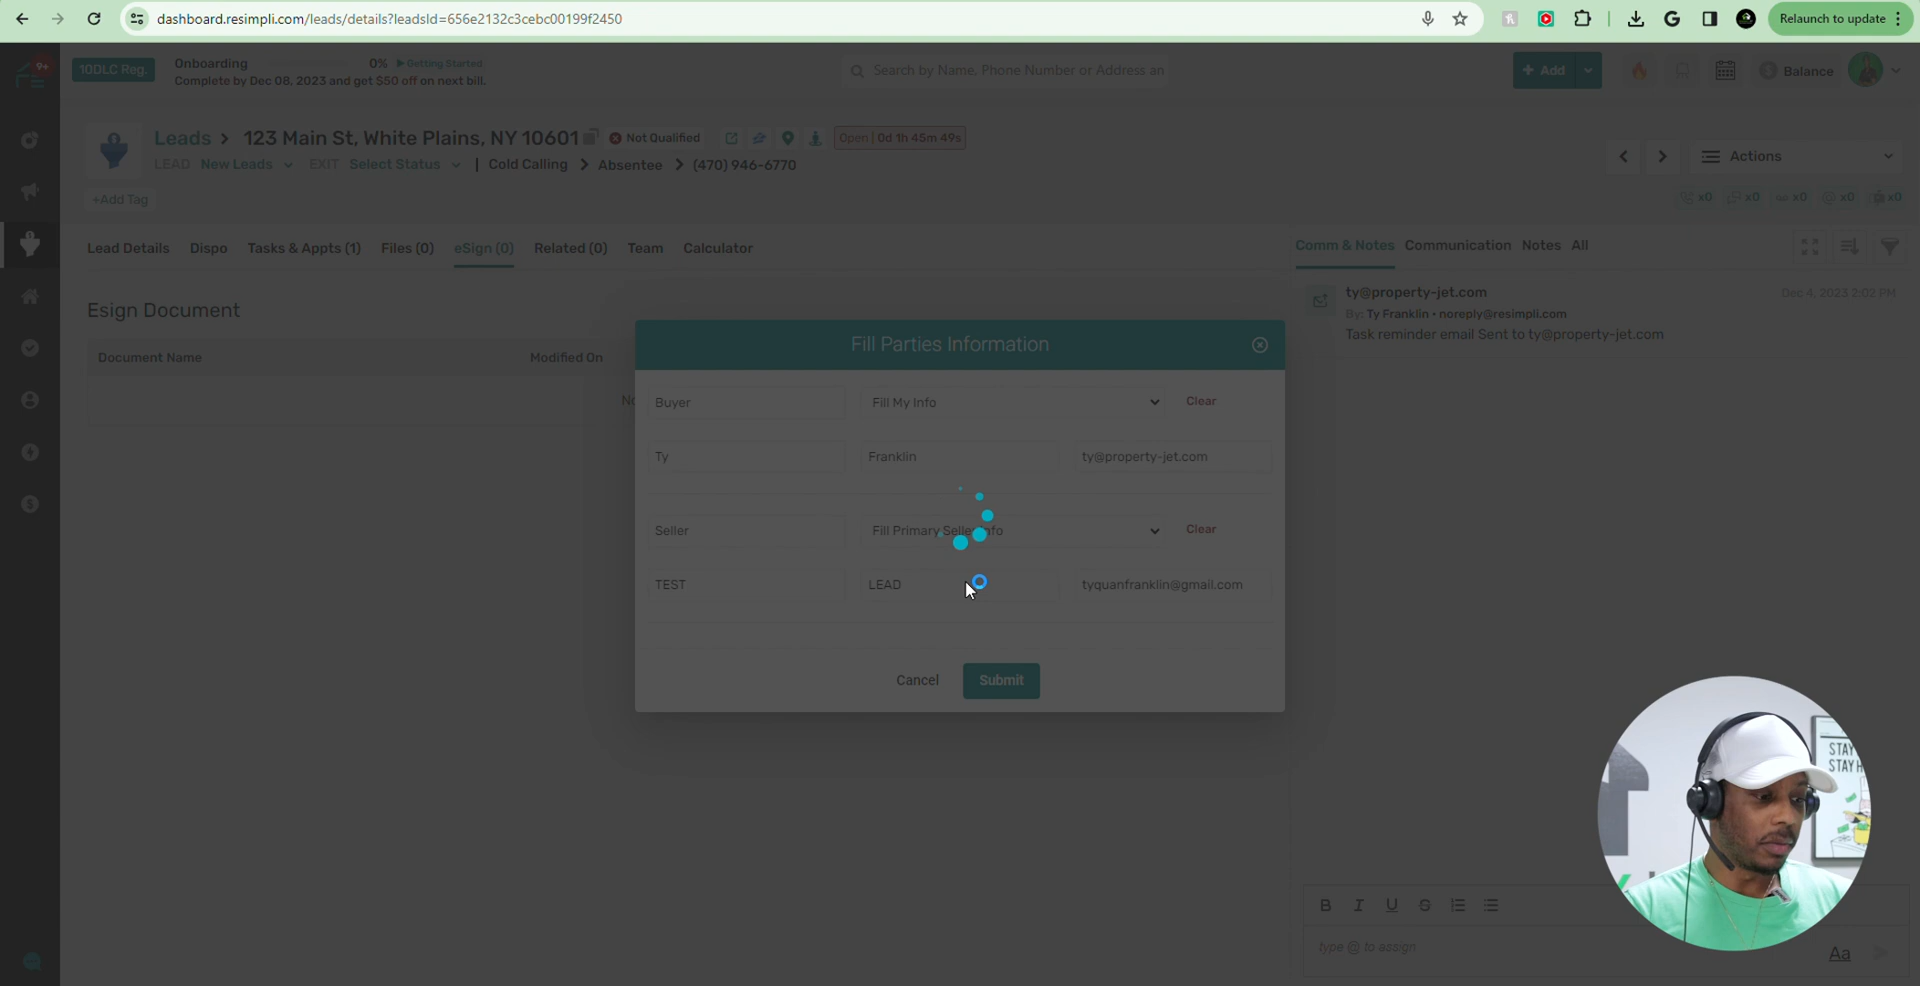 dashboard.resimpli.com/leads/details?leadsId=656e2132c3cebc00199f2450
Relaunch to update
9+
10DLC Reg.
Onboarding 0% Getting Started
Complete by Dec 08, 2023 and get $50 off on next bill.
Search by Name, Phone Number or Address an
+ Add
Balance
Leads > 123 Main St, White Plains, NY 10601 Not Qualified Open | 0d 1h 45m 49s
LEAD New Leads EXIT Select Status | Cold Calling > Absentee > (470) 946-6770
Actions
+Add Tag
x0 x0 x0 x0 x0
Lead Details Dispo Tasks & Appts (1) Files (0) eSign (0) Related (0) Team Calculator
Comm & Notes Communication Notes All
Esign Document
Document Name Modified On
No
ty@property-jet.com Dec 4, 2023 2:02 PM
By: Ty Franklin • noreply@resimpli.com
Task reminder email Sent to ty@property-jet.com
Fill Parties Information
Buyer Fill My Info Clear
Ty Franklin ty@property-jet.com
Seller Fill Primary Seller Info Clear
TEST LEAD tyquanfranklin@gmail.com
Cancel Submit
STAY
STAY H
B I U S
type @ to assign
Aa